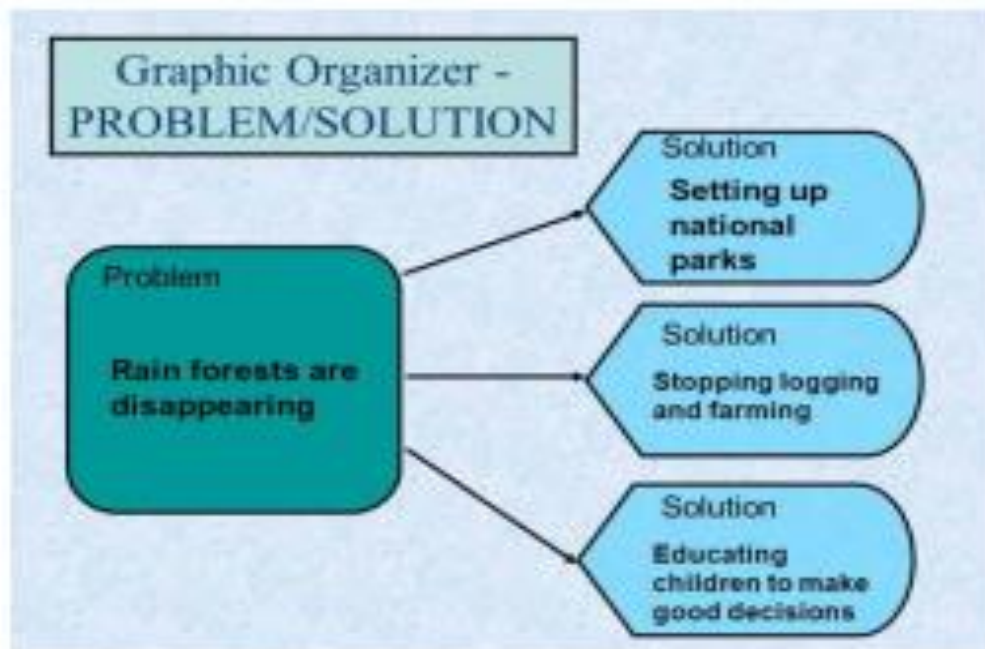 Graphic Organizer -
PROBLEM/SOLUTION
Problem
Rain forests are
disappearing
Solution
Setting up
national
parks
Solution
Stopping logging
and farming
Solution
Educating
children to make
good decisions